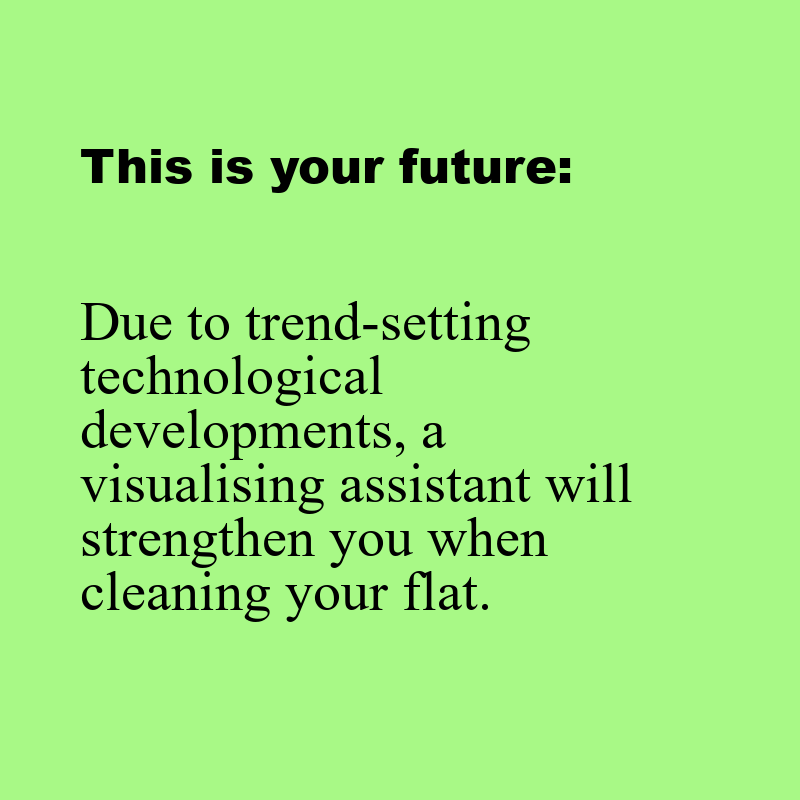 This is your future:
Due to trend-setting
technological
developments, a
visualising assistant will
strengthen you when
cleaning your flat.